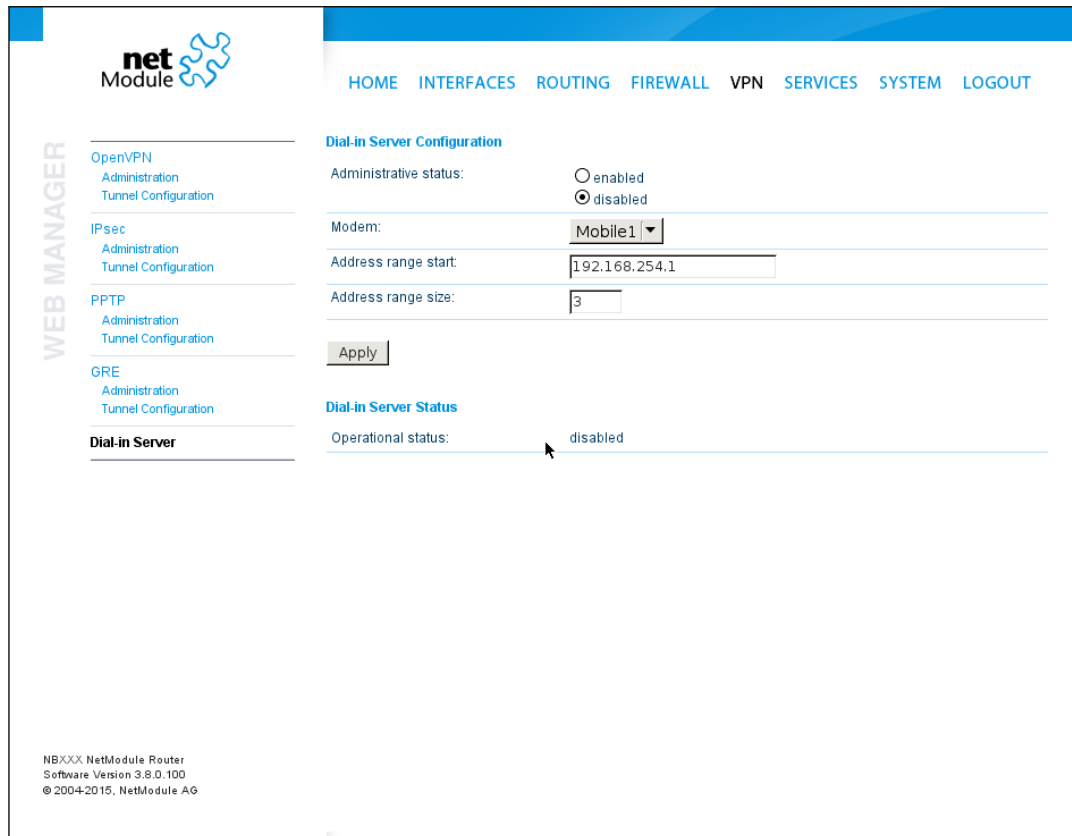 net
Module
HOME INTERFACES ROUTING FIREWALL VPN SERVICES SYSTEM LOGOUT
WEB MANAGER
OpenVPN
Administration
Tunnel Configuration
IPsec
Administration
Tunnel Configuration
PPTP
Administration
Tunnel Configuration
GRE
Administration
Tunnel Configuration
Dial-in Server
Dial-in Server Configuration
Administrative status:
enabled
disabled
Modem: Mobile1
Address range start: 192.168.254.1
Address range size: 3
Apply
Dial-in Server Status
Operational status: disabled
NBXXX NetModule Router
Software Version 3.8.0.100
© 2004-2015, NetModule AG